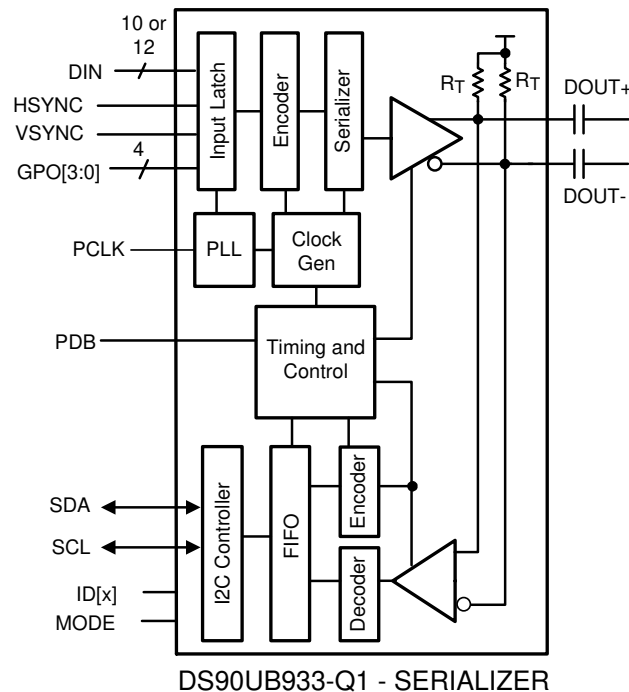 10 or
12
DIN
HSYNC
VSYNC
4
GPO[3:0]
Input Latch
Encoder
Serializer
RT
RT
DOUT+
DOUT-
PCLK
PLL
Clock
Gen
PDB
Timing and
Control
SDA
SCL
ID[x]
MODE
I2C Controller
FIFO
Encoder
Decoder
DS90UB933-Q1 - SERIALIZER